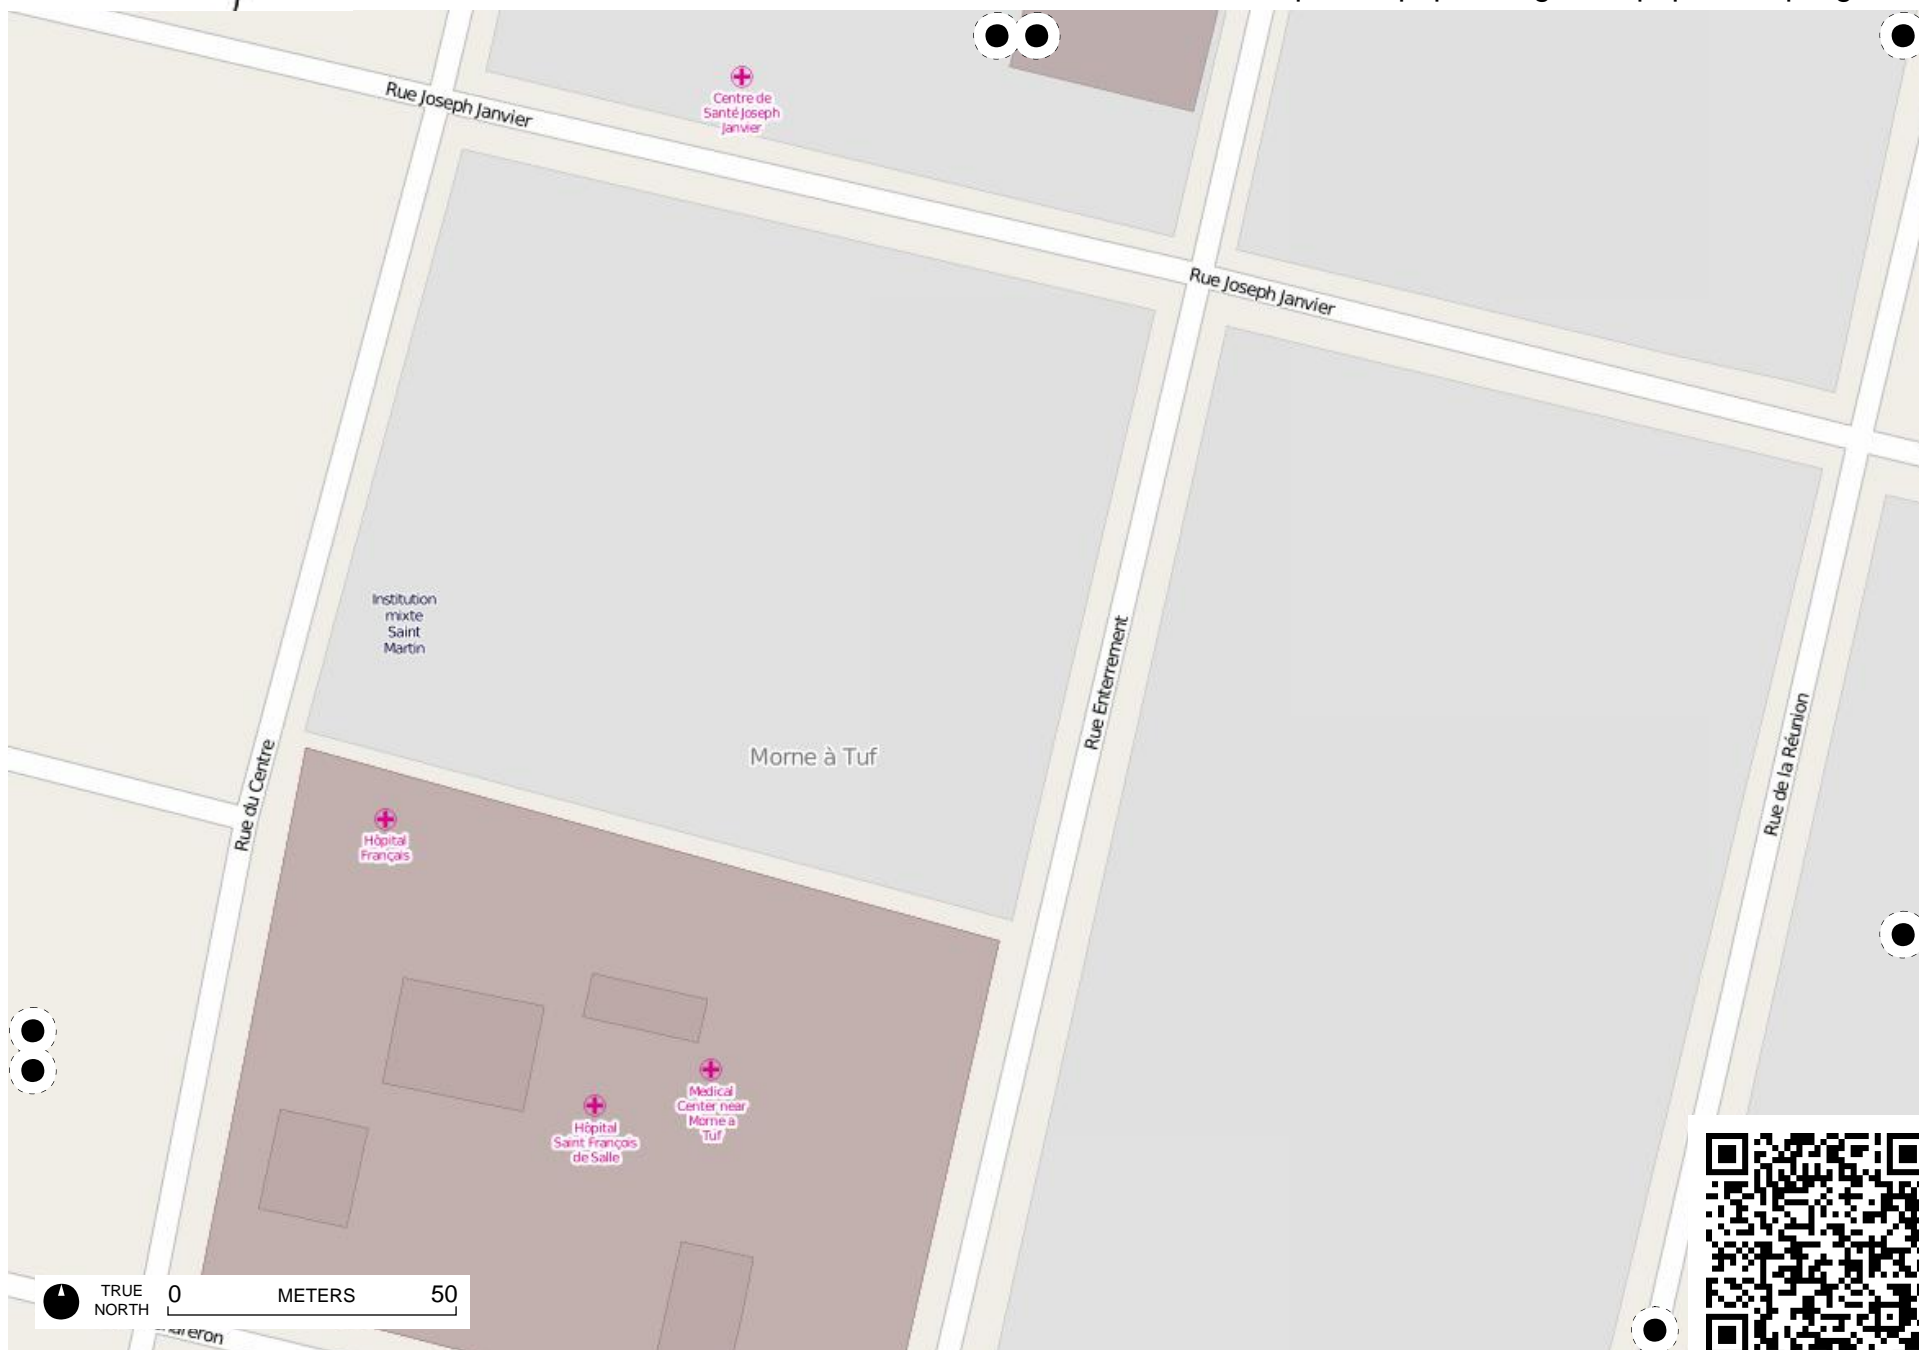 Rue Joseph Janvier
Centre de
Santé Joseph
Janvier
Rue Joseph Janvier
Institution
mixte
Saint
Martin
Rue Enterrement
Rue de la Réunion
Rue du Centre
Morne à Tuf
Hôpital
Français
Medical
Center near
Morne a
Tuf
Hôpital
Saint François
de Salle
TRUE
NORTH
0 METERS 50